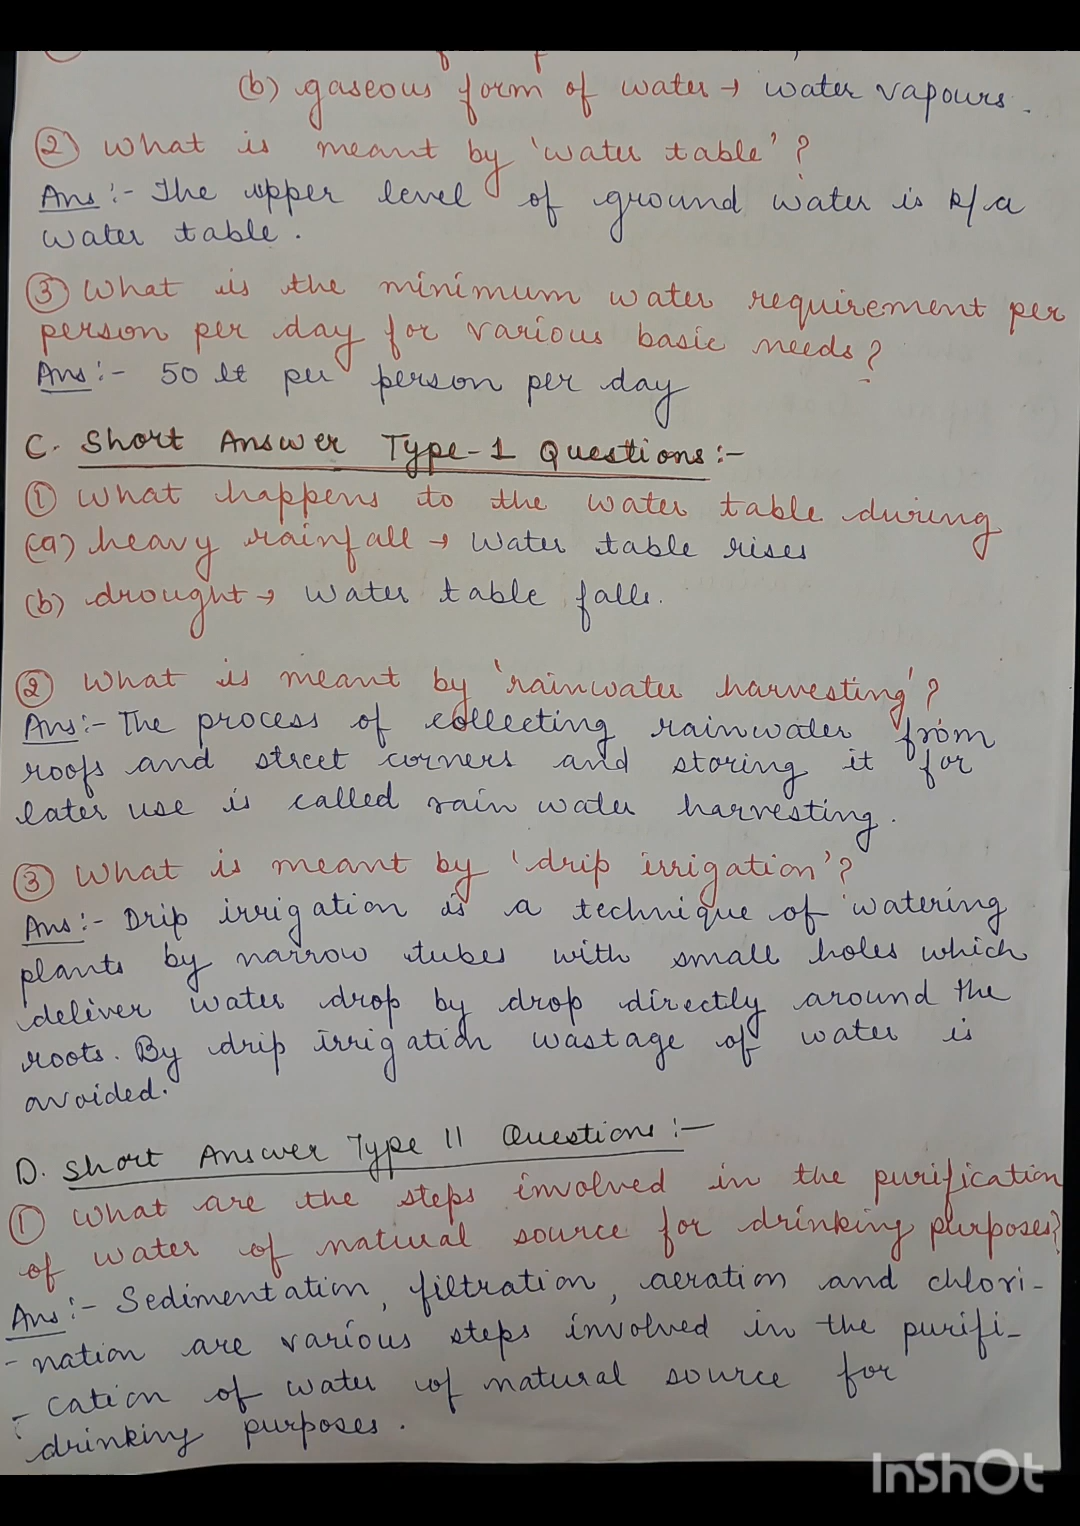 (b) gaseous form of water → water vapours.
② What is meant by 'water table'?
Ans:- The upper level of ground water is k/a
water table.
③ What is the minimum water requirement per
person per day for various basic needs?
Ans:- 50 lt per person per day
C. Short Answer Type-1 Questions:-
① What happens to the water table during
(a) heavy rainfall → Water table rises
(b) drought → Water table falls.
② What is meant by 'rainwater harvesting'?
Ans:- The process of collecting rainwater from
roofs and street corners and storing it for
later use is called rain water harvesting.
③ What is meant by 'drip irrigation'?
Ans:- Drip irrigation is a technique of watering
plants by narrow tubes with small holes which
deliver water drop by drop directly around the
roots. By drip irrigation wastage of water is
avoided.
D. Short Answer Type II Questions:-
① What are the steps involved in the purification
of water of natural source for drinking purposes?
Ans:- Sedimentation, filtration, aeration and chlori-
-nation are various steps involved in the purifi-
-cation of water of natural source for
drinking purposes.
InShOt